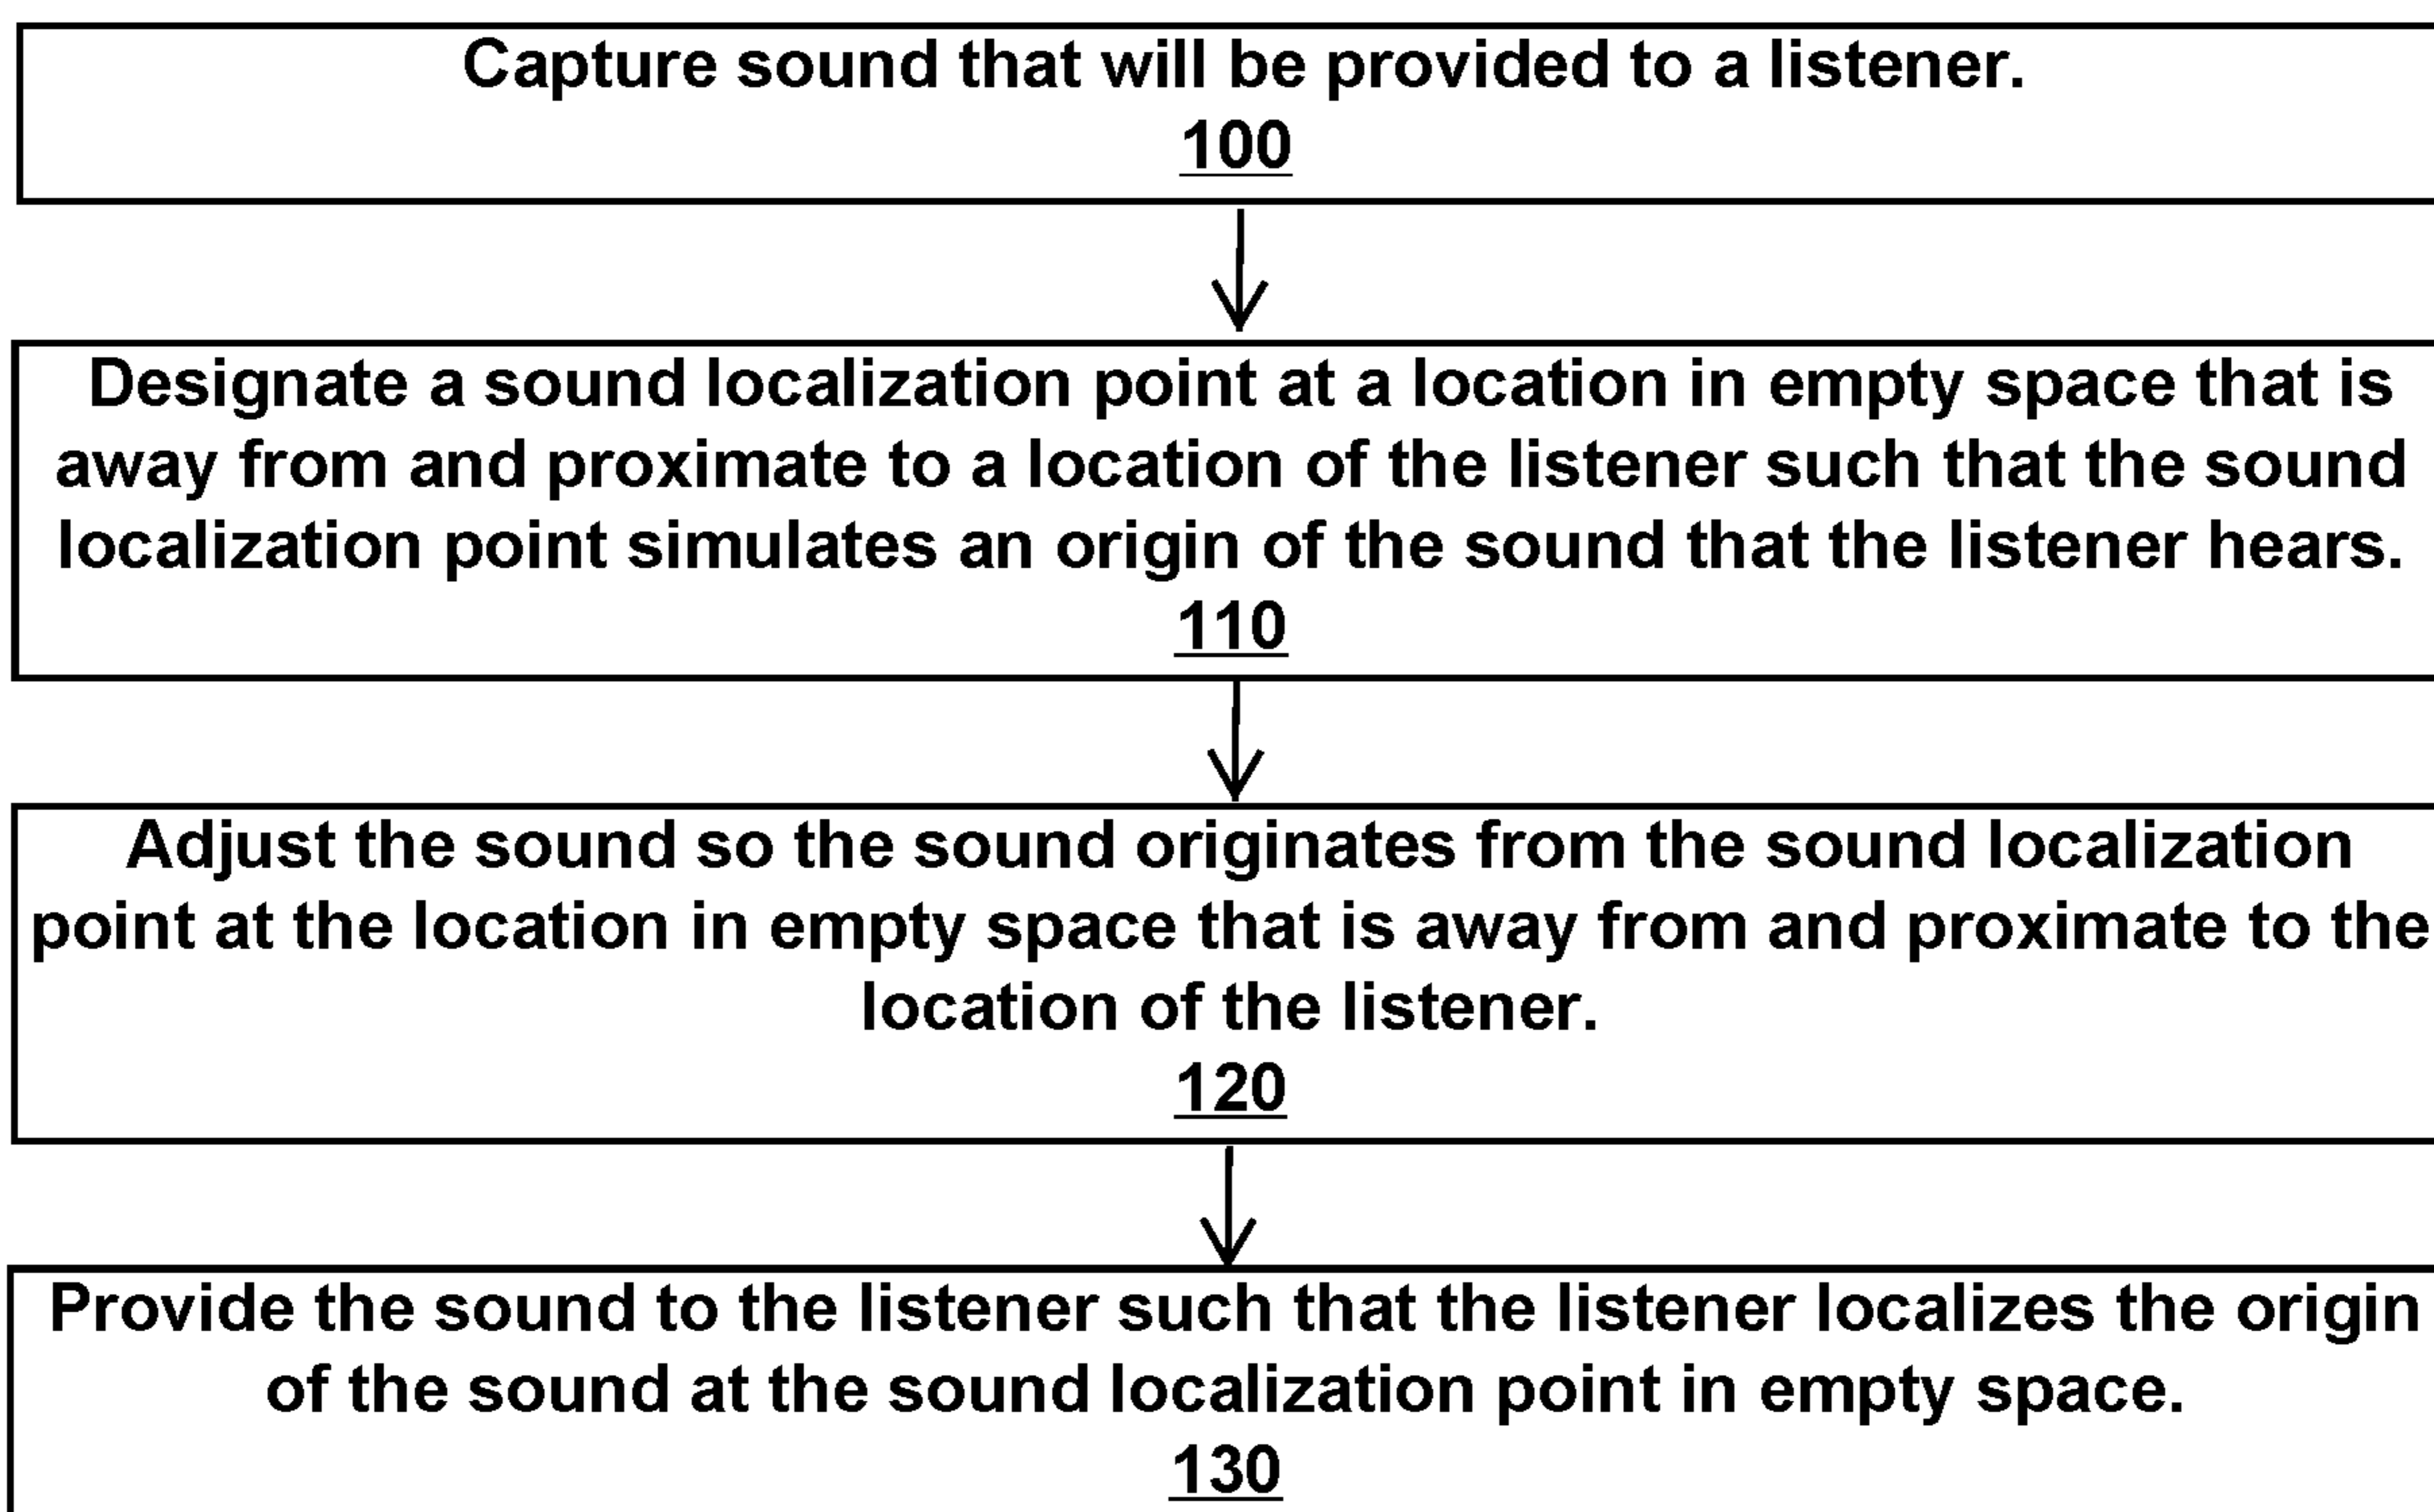 Capture sound that will be provided to a listener.
100
Designate a sound localization point at a location in empty space that is
away from and proximate to a location of the listener such that the sound
localization point simulates an origin of the sound that the listener hears.
110
Adjust the sound so the sound originates from the sound localization
point at the location in empty space that is away from and proximate to the
location of the listener.
120
Provide the sound to the listener such that the listener localizes the origin
of the sound at the sound localization point in empty space.
130